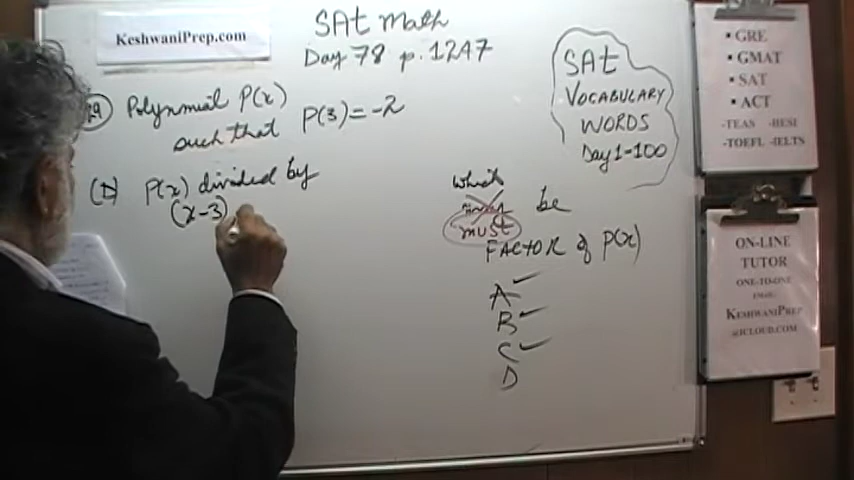 KeshwaniPrep.com
SAt Math
Day 78 p. 1247
29 Polynmial P(x)
such that P(3)=-2
(D) P(x) divided by
(x-3)
SAt
VOCABULARY
WORDS
Day 1-100
which
must be
FACTOR of P(x)
A ✓
B ✓
C ✓
D
• GRE
• GMAT
• SAT
• ACT
-TEAS -HESI
-TOEFL -IELTS
ON-LINE
TUTOR
ONE-TO-ONE
EMAIL:
KESHWANIPREP
@ICLOUD.COM